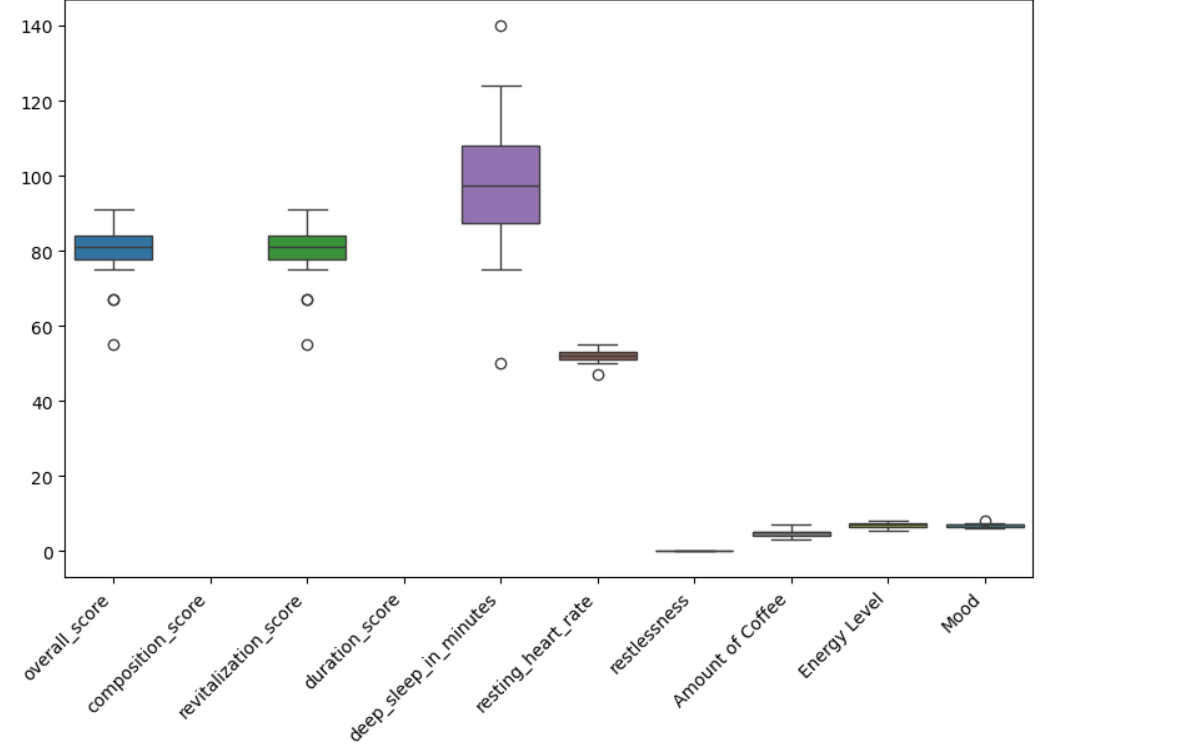 140
120
100
80
60
40
20
0
overall_score
composition_score
revitalization_score
duration_score
deep_sleep_in_minutes
resting_heart_rate
restlessness
Amount of Coffee
Energy Level
Mood